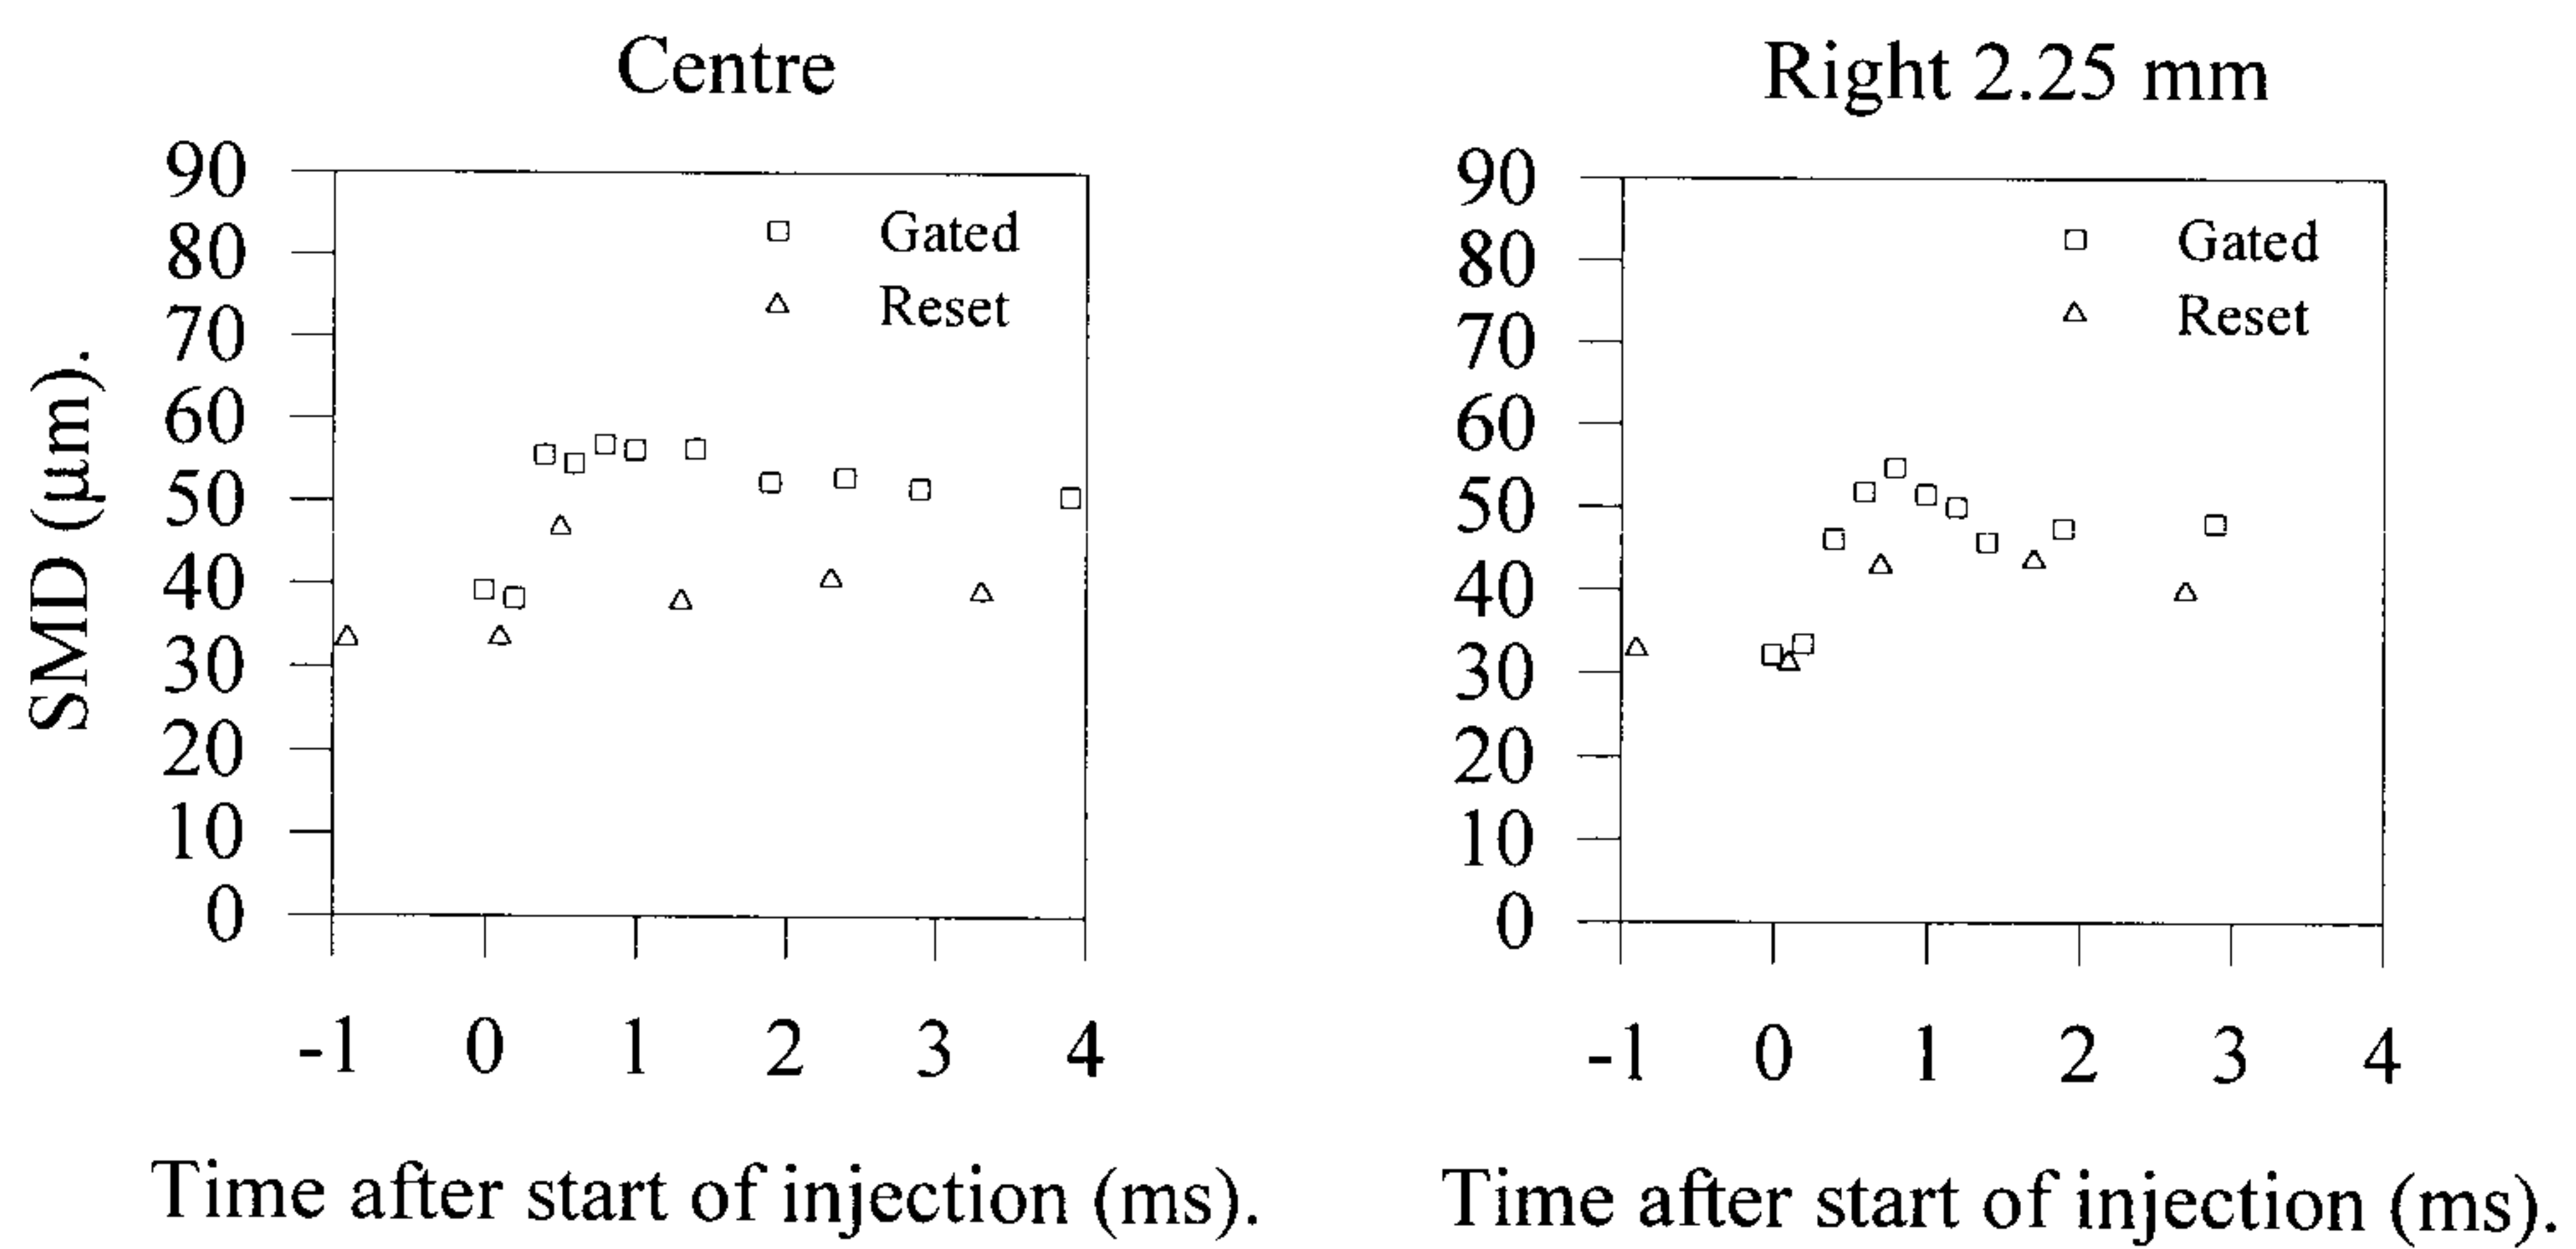 Centre
Right 2.25 mm
SMD (μm).
90
80
70
60
50
40
30
20
10
0
Gated
Reset
-1 0 1 2 3 4
Time after start of injection (ms).
90
80
70
60
50
40
30
20
10
0
Gated
Reset
-1 0 1 2 3 4
Time after start of injection (ms).